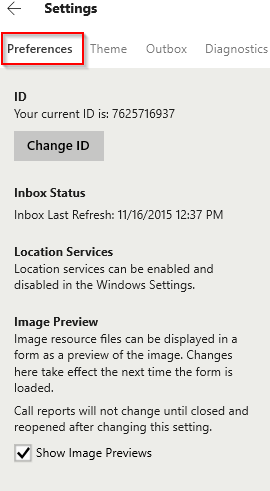 Settings
Preferences Theme Outbox Diagnostics
ID
Your current ID is: 7625716937
Change ID
Inbox Status
Inbox Last Refresh: 11/16/2015 12:37 PM
Location Services
Location services can be enabled and
disabled in the Windows Settings.
Image Preview
Image resource files can be displayed in a
form as a preview of the image. Changes
here take effect the next time the form is
loaded.
Call reports will not change until closed and
reopened after changing this setting.
Show Image Previews